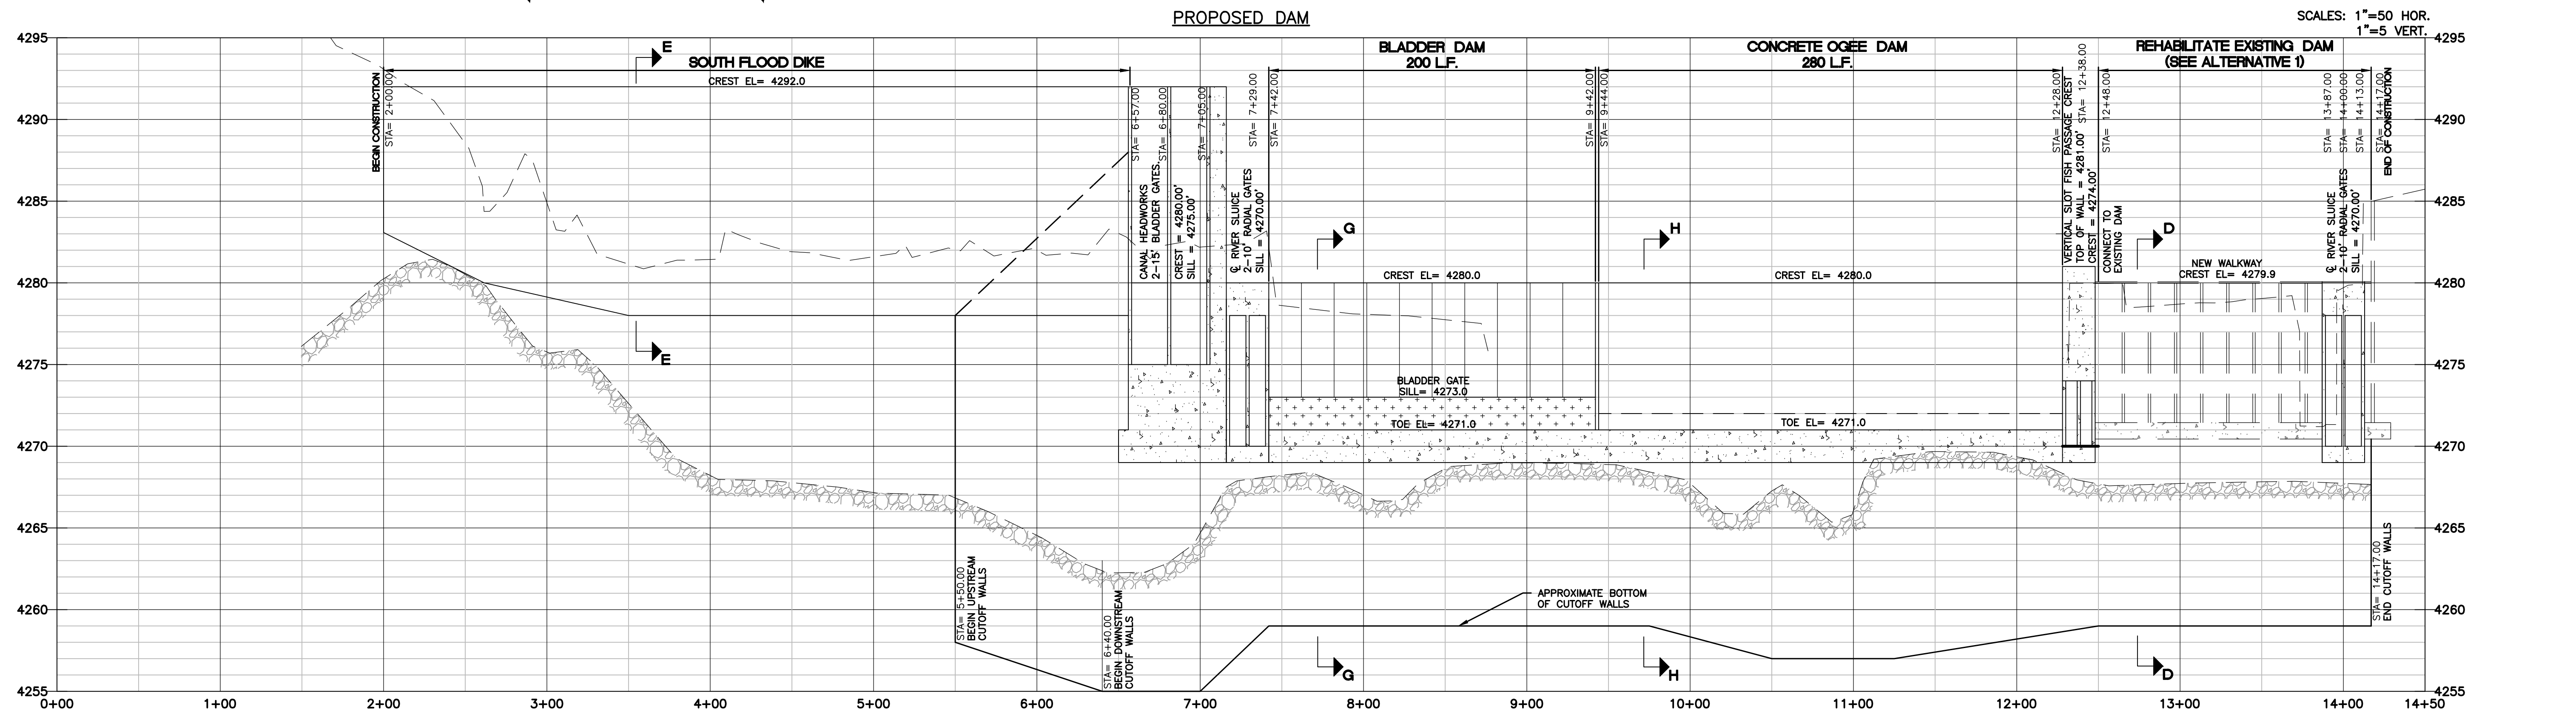 PROPOSED DAM
SCALES: 1"=50 HOR.
1"=5 VERT.
4295
4290
4285
4280
4275
4270
4265
4260
4255
BEGIN CONSTRUCTION
STA= 2+00.00
E
SOUTH FLOOD DIKE
CREST EL= 4292.0
E
STA= 6+57.00
STA= 6+80.00
STA= 7+05.00
CANAL HEADWORKS
2-15' BLADDER GATES.
CREST = 4280.00'
SILL = 4275.00'
STA= 7+29.00
STA= 7+42.00
℄ RIVER SLUICE
2-10' RADIAL GATES
SILL = 4270.00'
BLADDER DAM
200 L.F.
G
CREST EL= 4280.0
BLADDER GATE
SILL= 4273.0
TOE EL= 4271.0
STA= 9+42.00
STA= 9+44.00
CONCRETE OGEE DAM
280 L.F.
H
CREST EL= 4280.0
TOE EL= 4271.0
STA= 12+28.00
VERTICAL SLOT FISH PASSAGE CREST
STA= 12+38.00
TOP OF WALL = 4281.00'
CREST = 4274.00'
STA= 12+48.00
CONNECT TO
EXISTING DAM
REHABILITATE EXISTING DAM
(SEE ALTERNATIVE 1)
D
NEW WALKWAY
CREST EL= 4279.9
STA= 13+87.00
STA= 14+00.00
STA= 14+13.00
STA= 14+17.00
END OF CONSTRUCTION
℄ RIVER SLUICE
2-10' RADIAL GATES
SILL = 4270.00'
STA= 5+50.00
BEGIN UPSTREAM
CUTOFF WALLS
STA= 6+40.00
BEGIN DOWNSTREAM
CUTOFF WALLS
APPROXIMATE BOTTOM
OF CUTOFF WALLS
G
H
D
STA= 14+17.00
END CUTOFF WALLS
4295
4290
4285
4280
4275
4270
4265
4260
4255
0+00 1+00 2+00 3+00 4+00 5+00 6+00 7+00 8+00 9+00 10+00 11+00 12+00 13+00 14+00 14+50